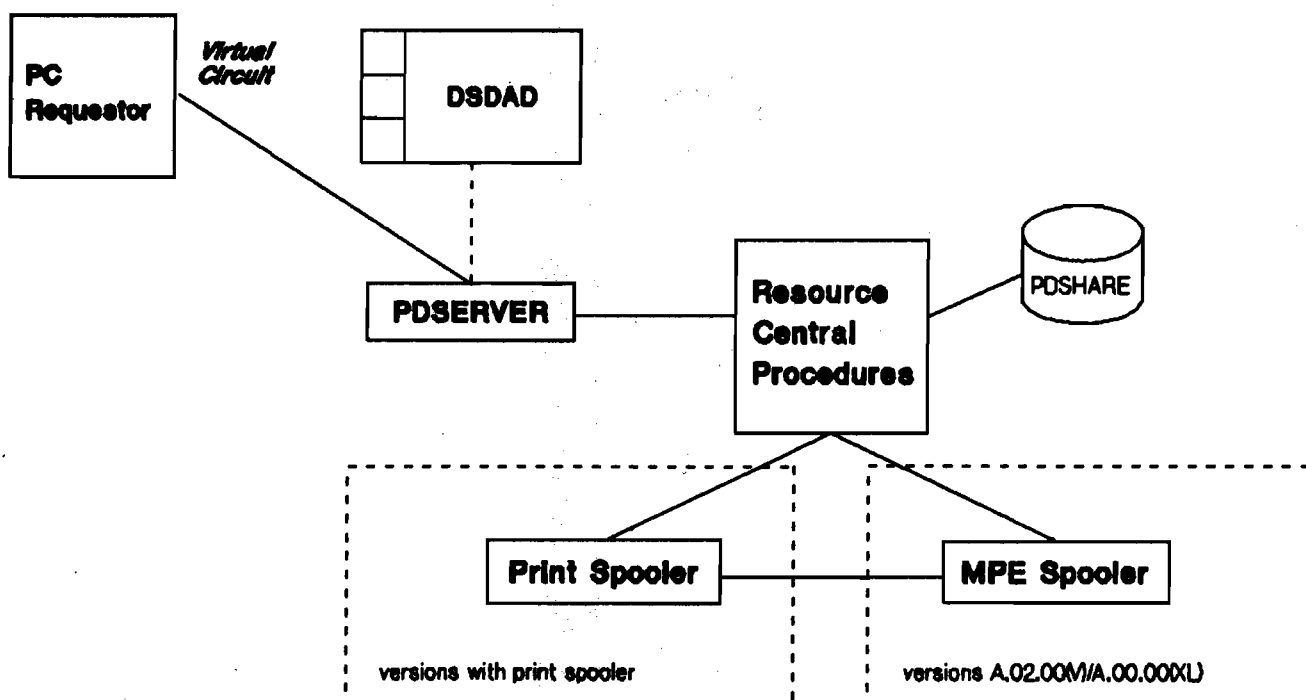 PC
Requestor
Virtual
Circuit
DSDAD
PDSERVER
Resource
Central
Procedures
PDSHARE
Print Spooler
MPE Spooler
versions with print spooler
versions A.02.00(V)/A.00.00(XL)